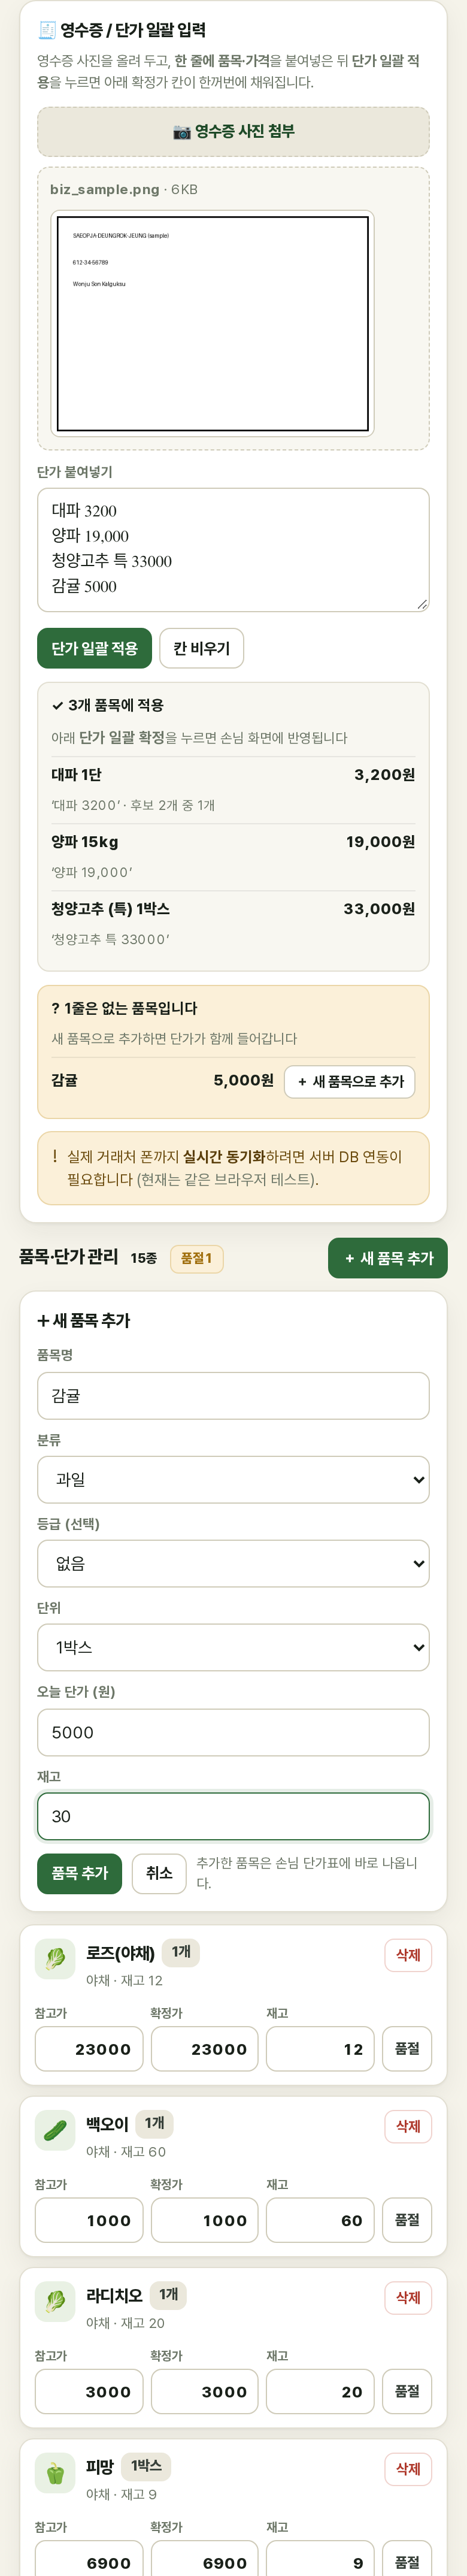 🧾 영수증 / 단가 일괄 입력
영수증 사진을 올려 두고, 한 줄에 품목·가격을 붙여넣은 뒤 단가 일괄 적
용을 누르면 아래 확정가 칸이 한꺼번에 채워집니다.
📷 영수증 사진 첨부
biz_sample.png · 6KB
SAEOPJA-DEUNGROK-JEUNG (sample)
612-34-56789
Wonju Son Kalguksu
단가 붙여넣기
대파 3200
양파 19,000
청양고추 특 33000
감귤 5000
단가 일괄 적용 칸 비우기
✓ 3개 품목에 적용
아래 단가 일괄 확정을 누르면 손님 화면에 반영됩니다
대파 1단 3,200원
‘대파 3200’ · 후보 2개 중 1개
양파 15kg 19,000원
‘양파 19,000’
청양고추 (특) 1박스 33,000원
‘청양고추 특 33000’
? 1줄은 없는 품목입니다
새 품목으로 추가하면 단가가 함께 들어갑니다
감귤 5,000원 + 새 품목으로 추가
! 실제 거래처 폰까지 실시간 동기화하려면 서버 DB 연동이
필요합니다 (현재는 같은 브라우저 테스트).
품목·단가 관리 15종 품절 1 + 새 품목 추가
+ 새 품목 추가
품목명
감귤
분류
과일
등급 (선택)
없음
단위
1박스
오늘 단가 (원)
5000
재고
30
품목 추가 취소 추가한 품목은 손님 단가표에 바로 나옵니
다.
로즈(야채) 1개 삭제
야채 · 재고 12
참고가 확정가 재고
23000 23000 12 품절
백오이 1개 삭제
야채 · 재고 60
참고가 확정가 재고
1000 1000 60 품절
라디치오 1개 삭제
야채 · 재고 20
참고가 확정가 재고
3000 3000 20 품절
피망 1박스 삭제
야채 · 재고 9
참고가 확정가 재고
6900 6900 9 품절